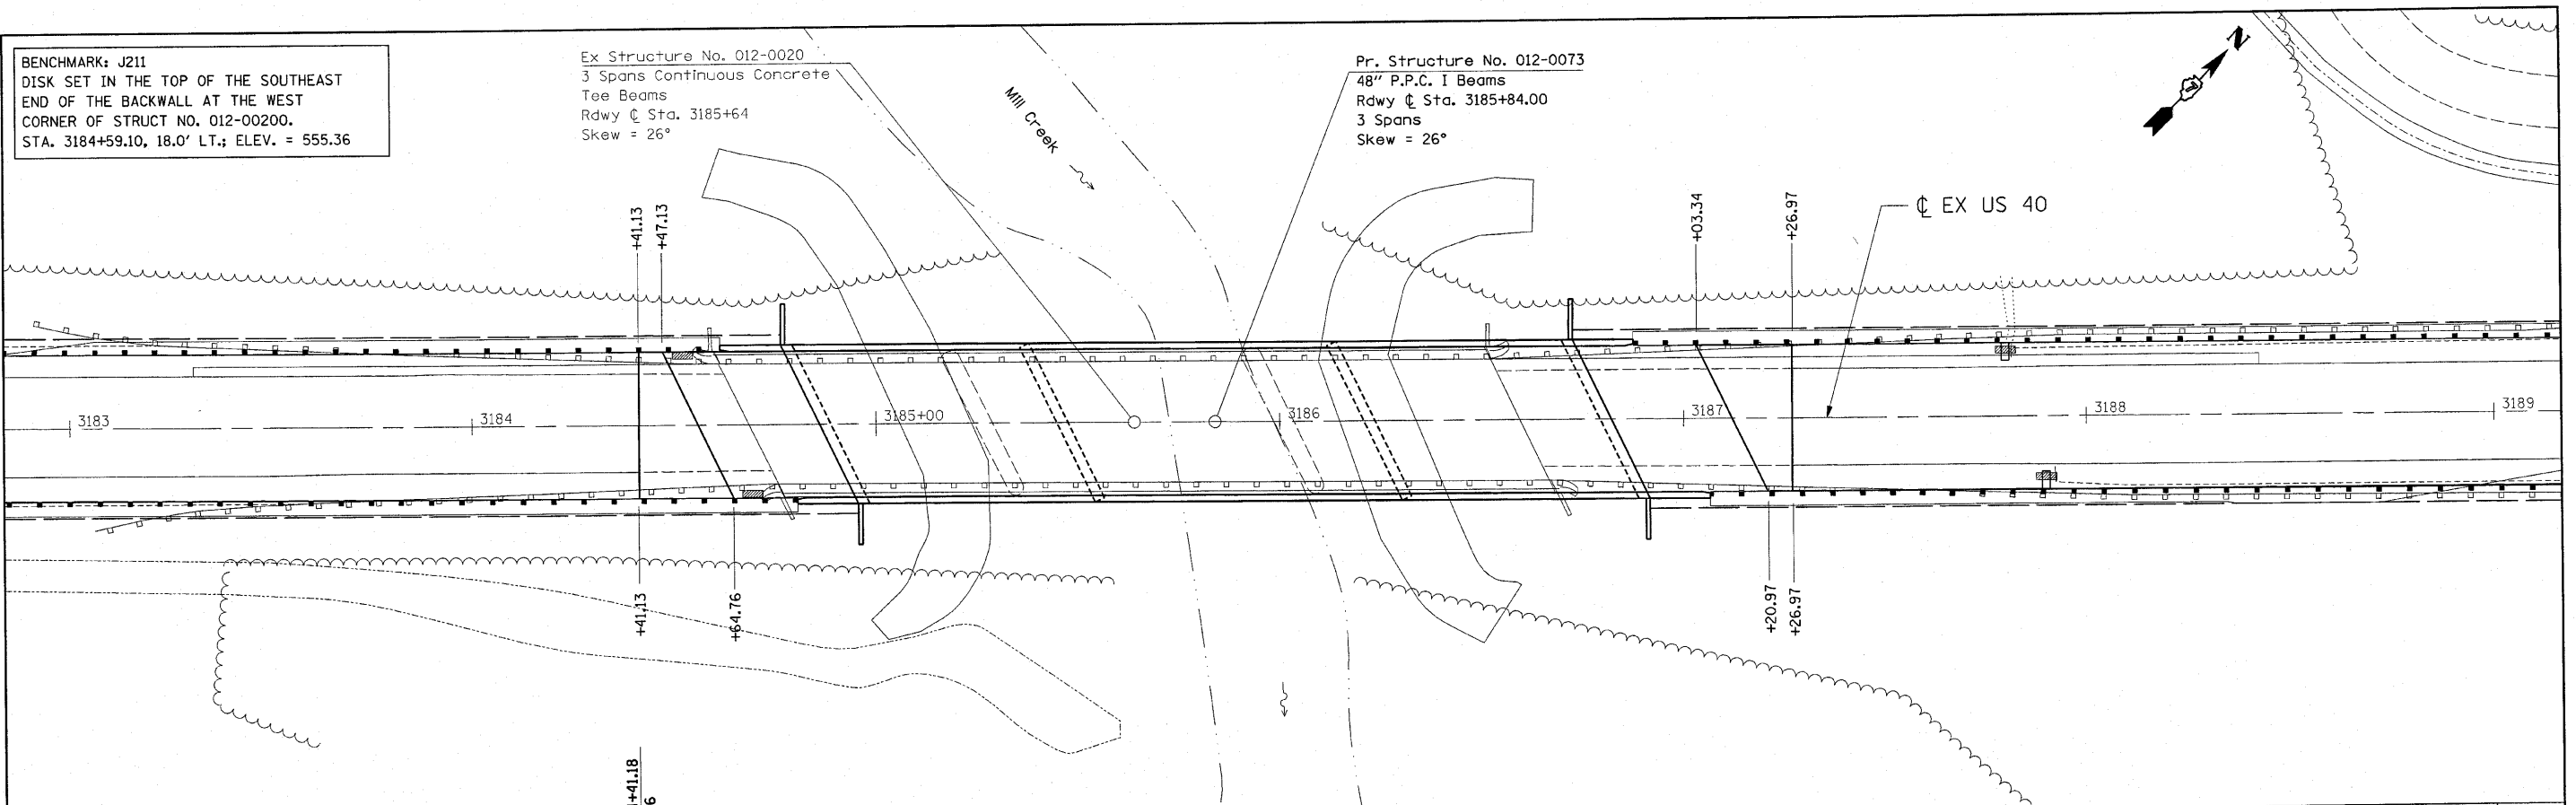 BENCHMARK: J211
DISK SET IN THE TOP OF THE SOUTHEAST
END OF THE BACKWALL AT THE WEST
CORNER OF STRUCT NO. 012-00200.
STA. 3184+59.10, 18.0' LT.; ELEV. = 555.36
Ex Structure No. 012-0020
3 Spans Continuous Concrete
Tee Beams
Rdwy ℄ Sta. 3185+64
Skew = 26°
Mill Creek
Pr. Structure No. 012-0073
48" P.P.C. I Beams
Rdwy ℄ Sta. 3185+84.00
3 Spans
Skew = 26°
N
+41.13
+47.13
+03.34
+26.97
℄ EX US 40
3183
3184
3185+00
3186
3187
3188
3189
+41.13
+64.76
+20.97
+26.97
+41.18
6